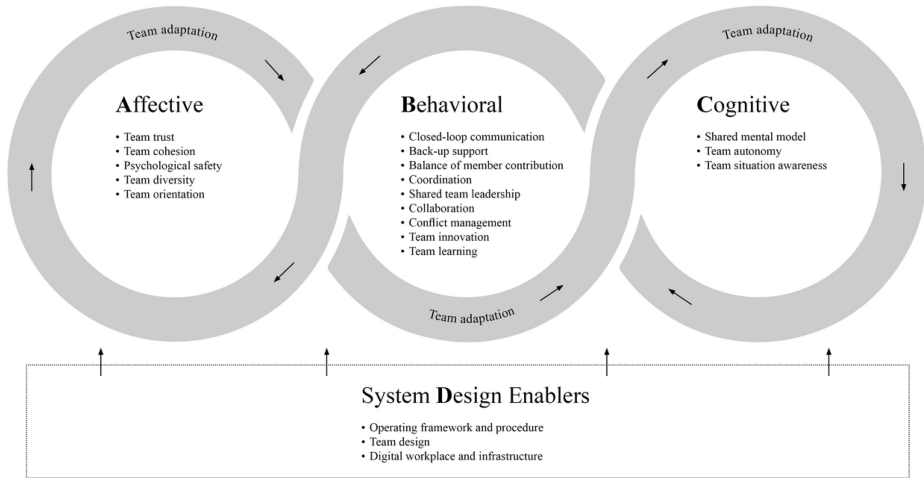 Team adaptation
Affective
• Team trust
• Team cohesion
• Psychological safety
• Team diversity
• Team orientation
Behavioral
• Closed-loop communication
• Back-up support
• Balance of member contribution
• Coordination
• Shared team leadership
• Collaboration
• Conflict management
• Team innovation
• Team learning
Team adaptation
Team adaptation
Cognitive
• Shared mental model
• Team autonomy
• Team situation awareness
System Design Enablers
• Operating framework and procedure
• Team design
• Digital workplace and infrastructure